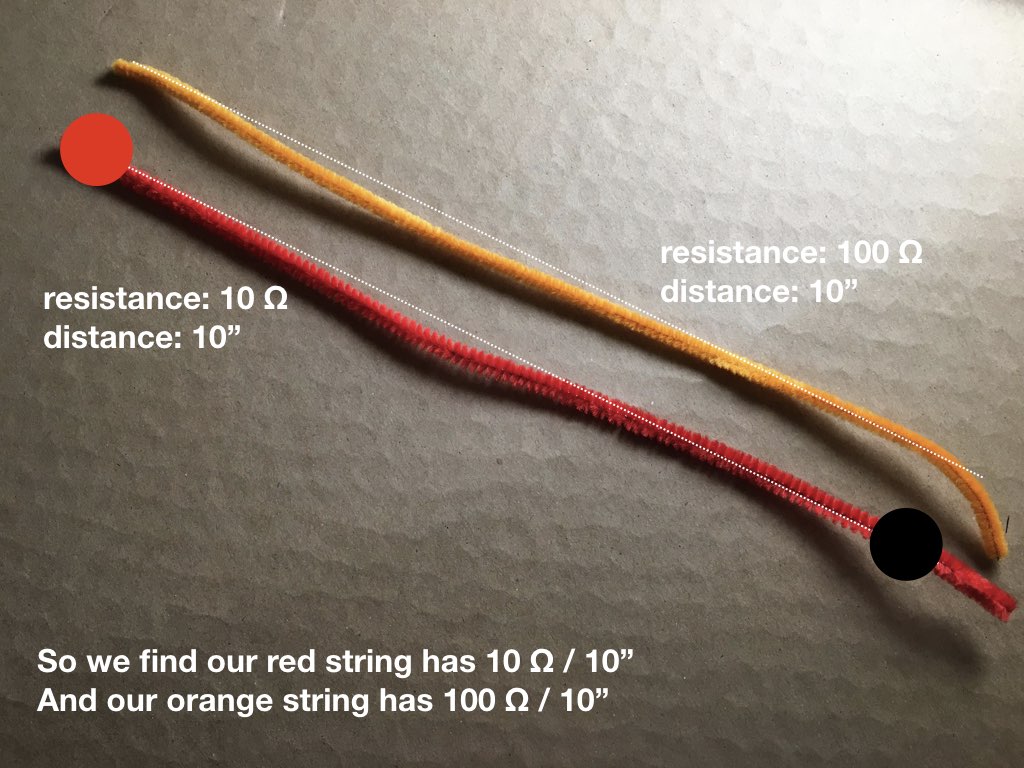 resistance: 100 Ω
distance: 10”
resistance: 10 Ω
distance: 10”
So we find our red string has 10 Ω / 10”
And our orange string has 100 Ω / 10”